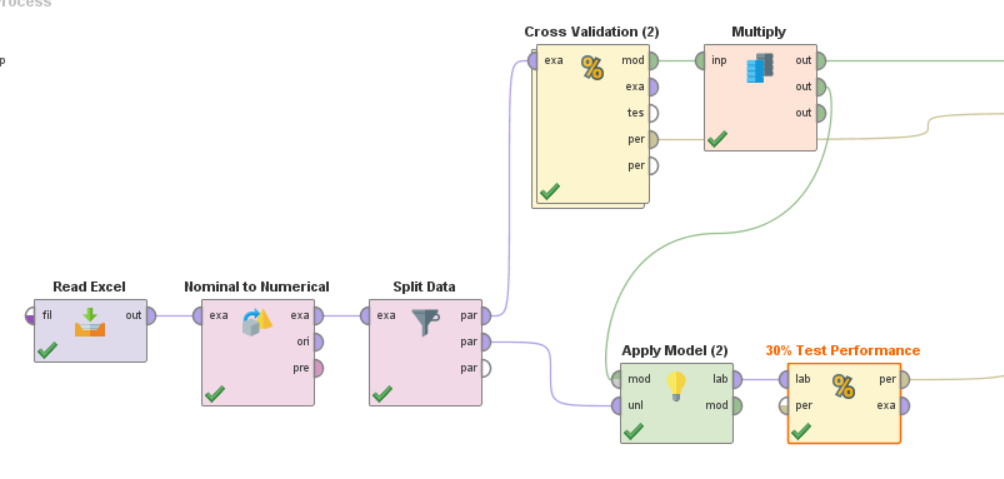 Process
p
Cross Validation (2)
exa
mod
exa
tes
per
per
Multiply
inp
out
out
out
Read Excel
fil
out
Nominal to Numerical
exa
exa
ori
pre
Split Data
exa
par
par
par
Apply Model (2)
mod
lab
unl
mod
30% Test Performance
lab
per
per
exa